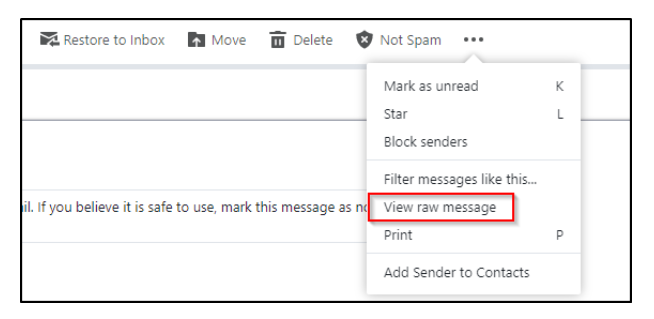 Restore to Inbox Move Delete Not Spam •••
Mark as unread K
Star L
Block senders
Filter messages like this...
il. If you believe it is safe to use, mark this message as no
View raw message
Print P
Add Sender to Contacts